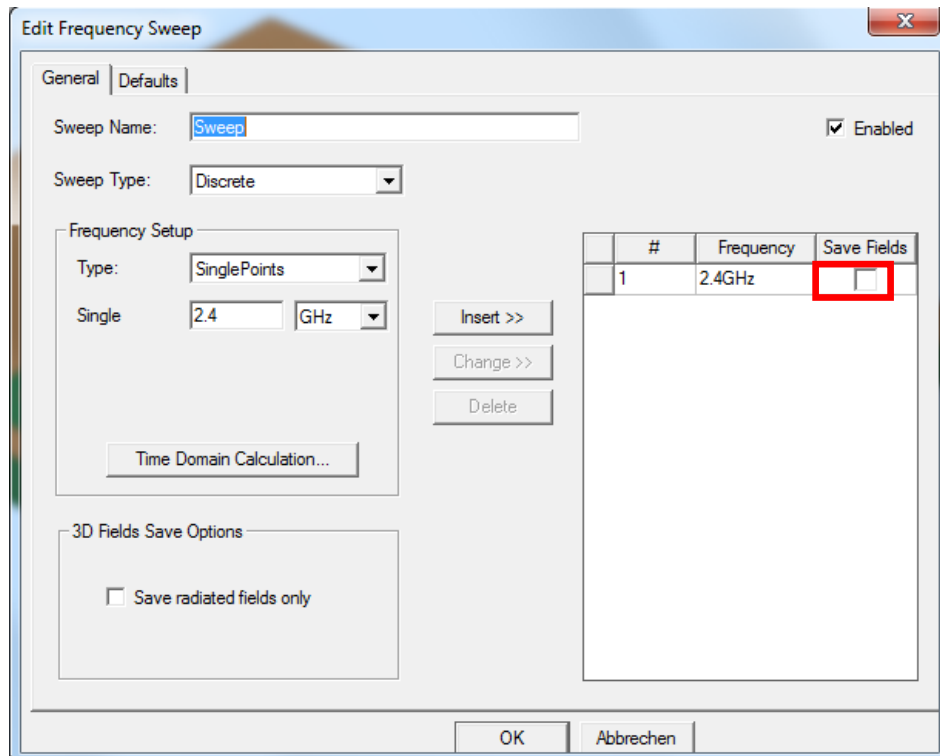 Edit Frequency Sweep
General Defaults
Sweep Name: Sweep Enabled
Sweep Type: Discrete
Frequency Setup
Type: SinglePoints
Single 2.4 GHz
Time Domain Calculation...
Insert >>
Change >>
Delete
# Frequency Save Fields
1 2.4GHz
3D Fields Save Options
Save radiated fields only
OK Abbrechen